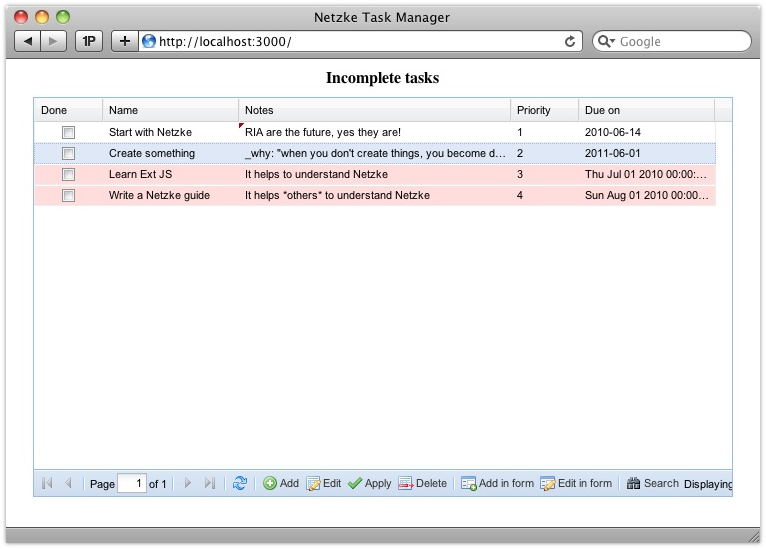 Netzke Task Manager
1P
http://localhost:3000/
Google
Incomplete tasks
Done Name Notes Priority Due on
Start with Netzke RIA are the future, yes they are! 1 2010-06-14
Create something _why: "when you don't create things, you become d... 2 2011-06-01
Learn Ext JS It helps to understand Netzke 3 Thu Jul 01 2010 00:00:...
Write a Netzke guide It helps *others* to understand Netzke 4 Sun Aug 01 2010 00:00...
Page 1 of 1 Add Edit Apply Delete Add in form Edit in form Search Displaying